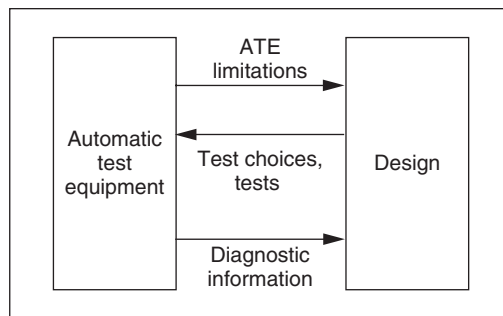 ATE
limitations
Automatic
test
equipment
Test choices,
tests
Design
Diagnostic
information